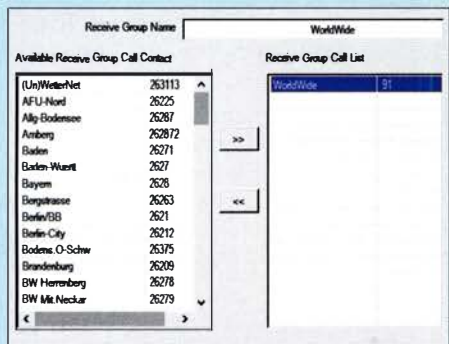 Receive Group Name WorldWide
Available Receive Group Call Contact
(Un)WetterNet 263113
AFU-Nord 26225
Allg-Bodensee 26287
Amberg 262872
Baden 26271
Baden-Wuertt 2627
Bayern 2628
Bergstrasse 26263
Berlin/BB 2621
Berlin-City 26212
Bodens.O-Schw 26375
Brandenburg 26209
BW Herrenberg 26278
BW Mit.Neckar 26279
>>
<<
Receive Group Call List
WorldWide 91